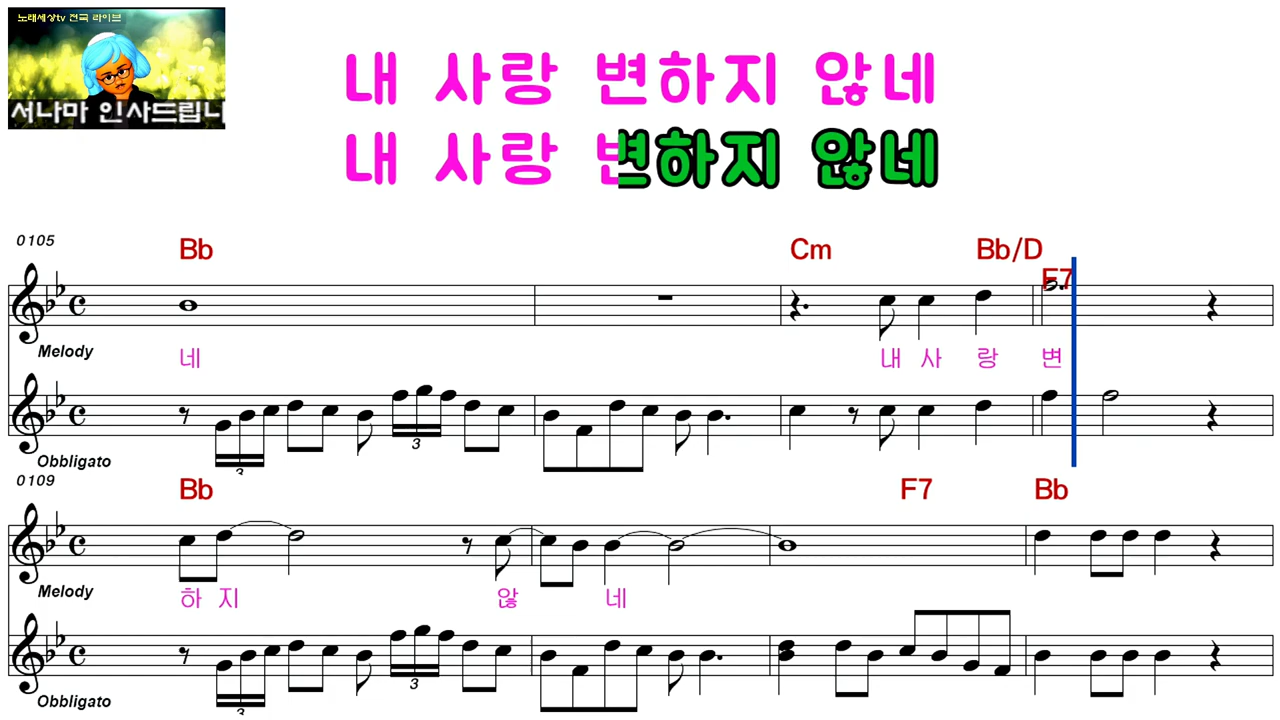 노래세상tv 전국 라이브
서나마 인사드립니
내 사랑 변하지 않네
내 사랑 변하지 않네
0105
Bb Cm Bb/D F7
Melody
네 내 사 랑 변
3 3
Obbligato
0109
Bb F7 Bb
Melody
하 지 않 네
3 3
Obbligato